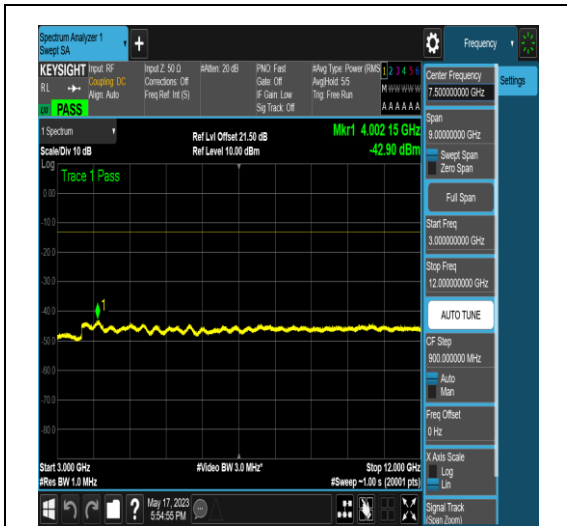 Spectrum Analyzer 1
Swept SA
Frequency
KEYSIGHT
RL
PASS
Input: RF
Coupling: DC
Align: Auto
Input Z: 50 Ω
Corrections: Off
Freq Ref: Int (S)
#Atten: 20 dB
PNO: Fast
Gate: Off
IF Gain: Low
Sig Track: Off
#Avg Type: Power (RMS
Avg|Hold: 5/5
Trig: Free Run
1 2 3 4 5 6
M W W W W W
A A A A A A
1 Spectrum
Scale/Div 10 dB
Ref Lvl Offset 21.50 dB
Ref Level 10.00 dBm
Mkr1 4.002 15 GHz
-42.90 dBm
Log
Trace 1 Pass
0.00
-10.0
-20.0
-30.0
-40.0
-50.0
-60.0
-70.0
-80.0
1
Start 3.000 GHz
#Res BW 1.0 MHz
#Video BW 3.0 MHz*
Stop 12.000 GHz
#Sweep ~1.00 s (20001 pts)
May 17, 2023
5:54:55 PM
Center Frequency
7.500000000 GHz
Span
9.00000000 GHz
Swept Span
Zero Span
Full Span
Start Freq
3.000000000 GHz
Stop Freq
12.000000000 GHz
AUTO TUNE
CF Step
900.000000 MHz
Auto
Man
Freq Offset
0 Hz
X Axis Scale
Log
Lin
Signal Track
(Span Zoom)
Settings